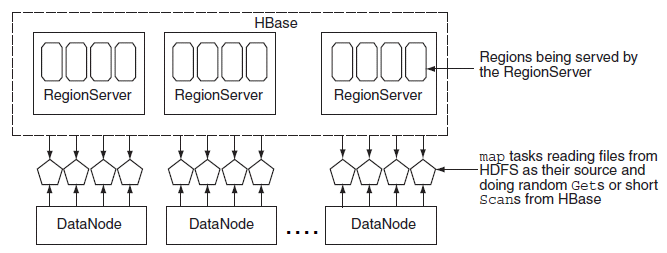 HBase
RegionServer
RegionServer
RegionServer
Regions being served by
the RegionServer
map tasks reading files from
HDFS as their source and
doing random Gets or short
Scans from HBase
DataNode
DataNode
....
DataNode